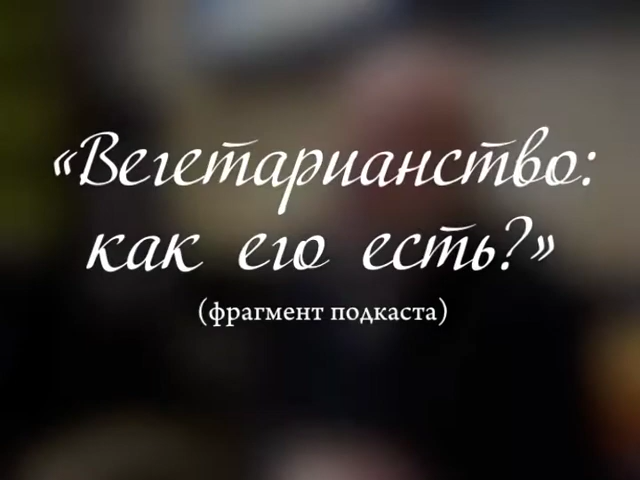 «Вегетарианство:
как его есть?»
(фрагмент подкаста)